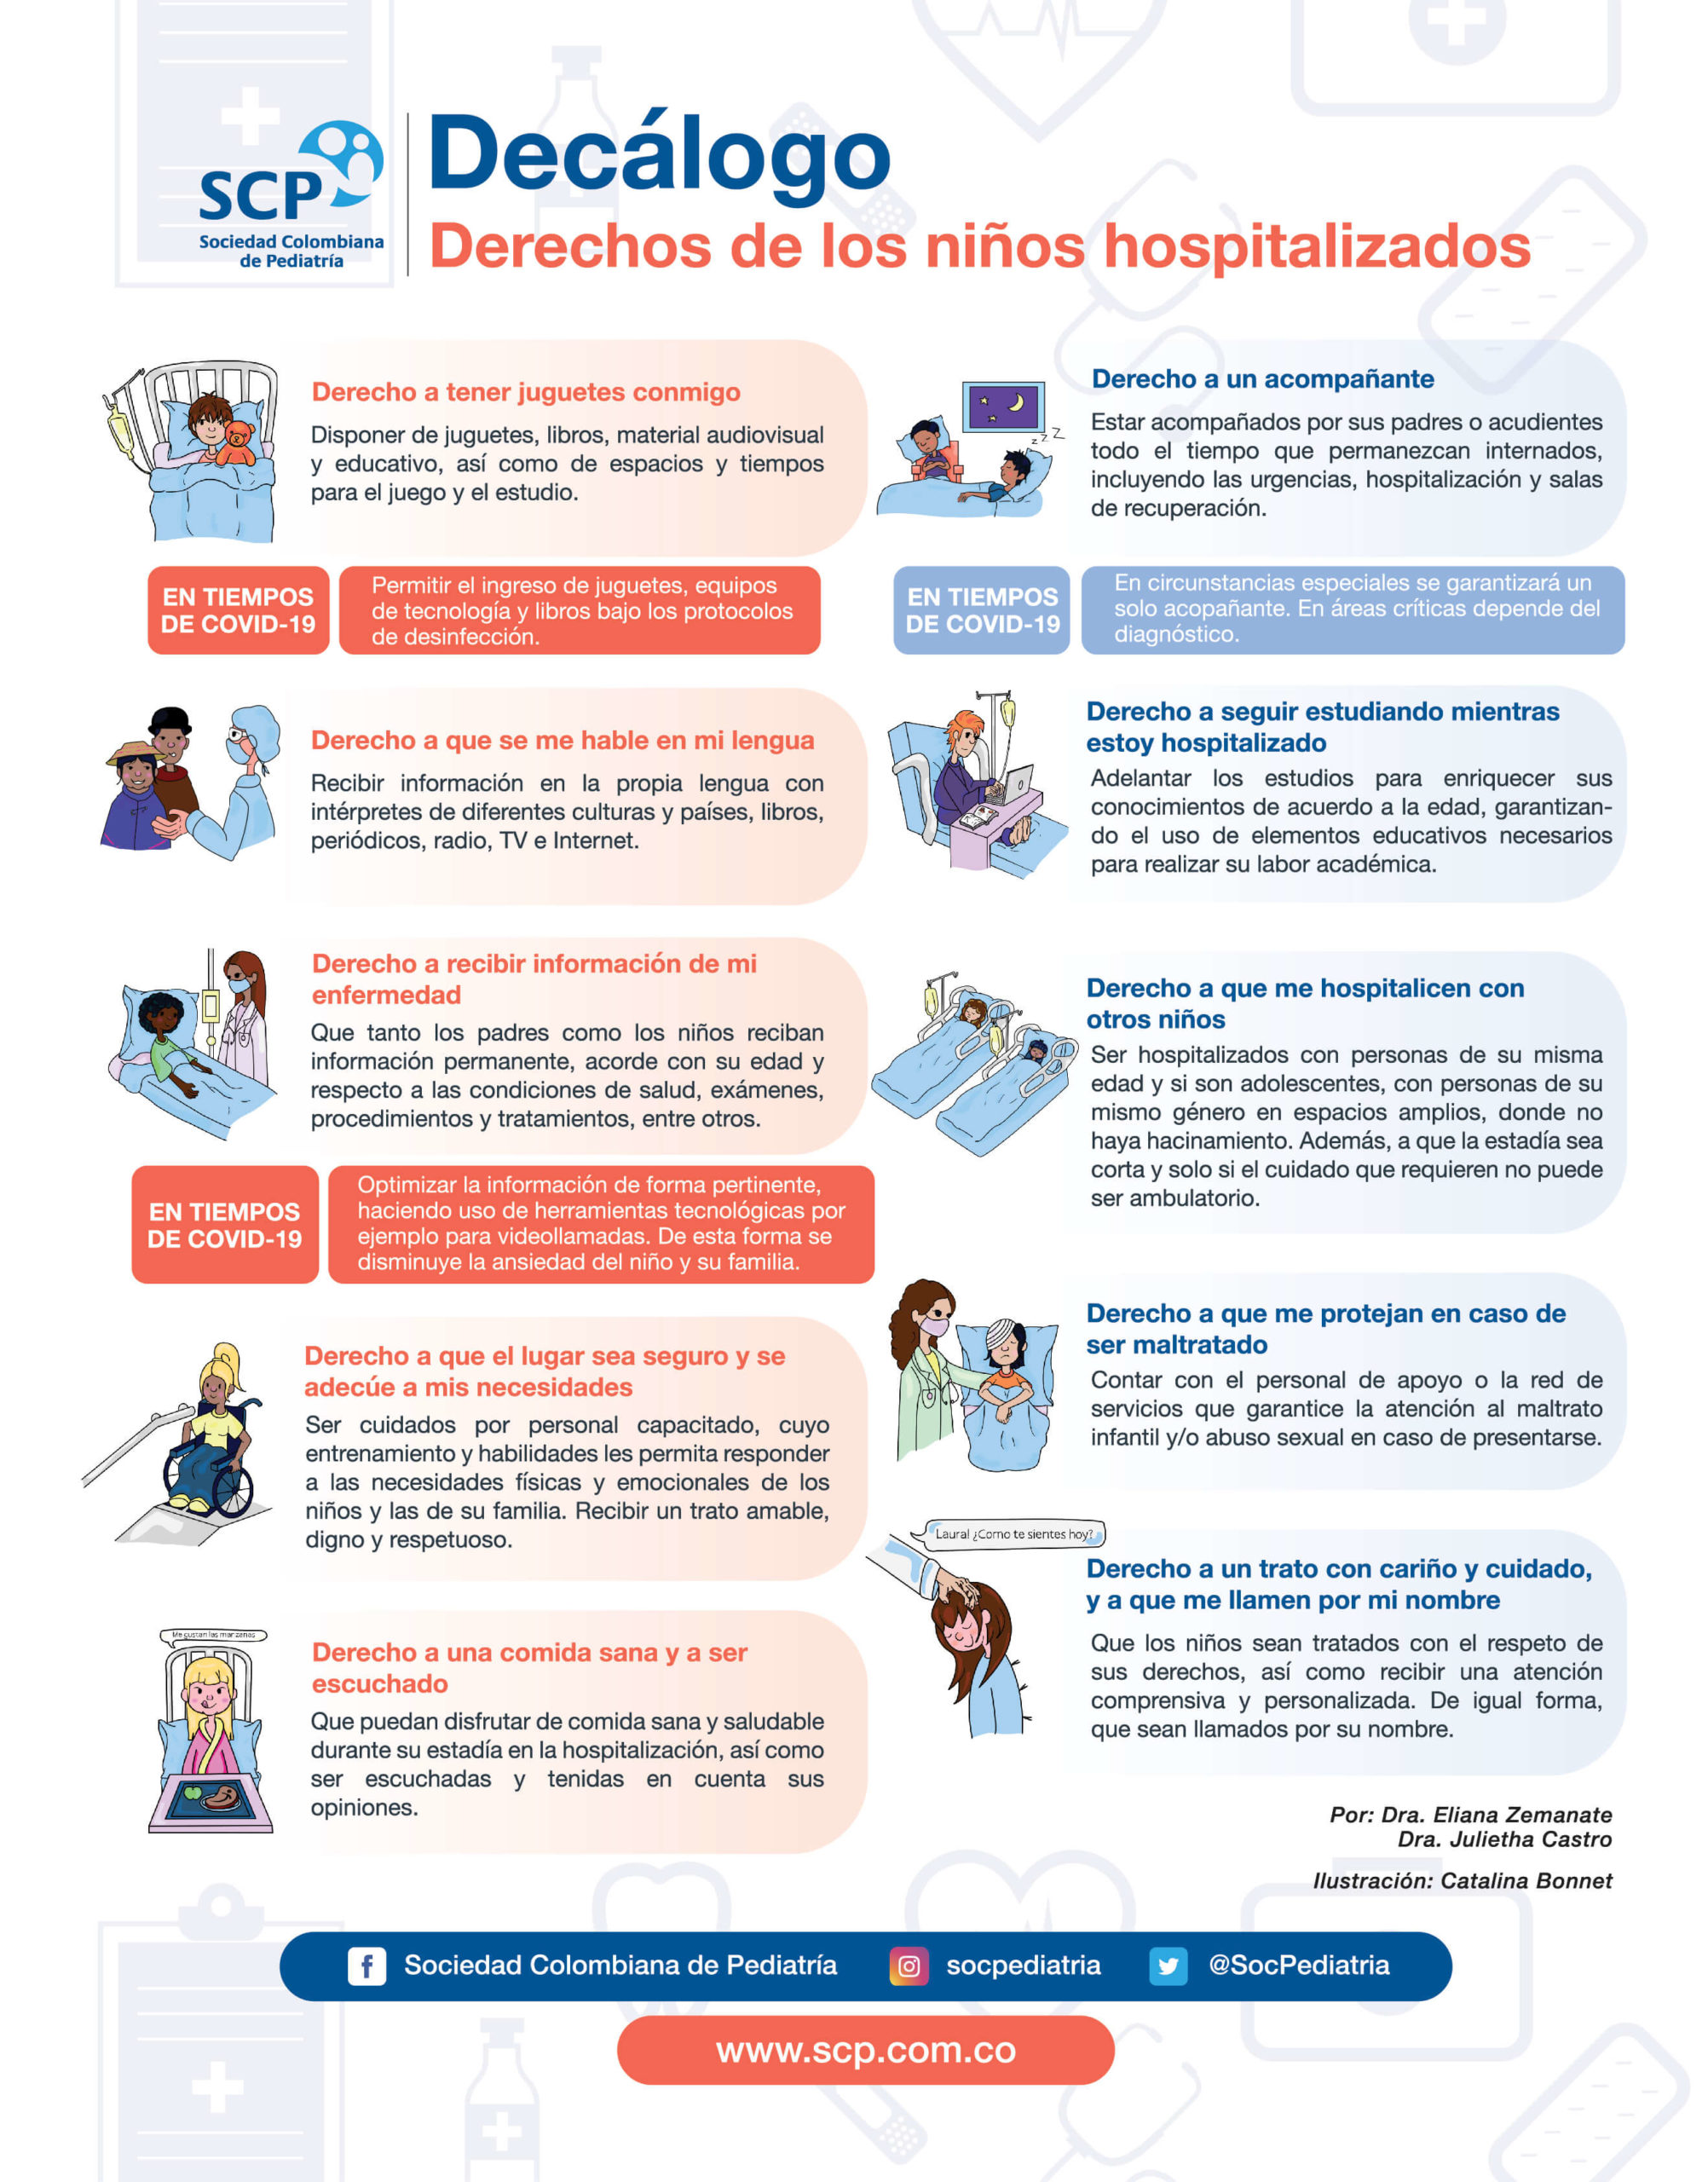 SCP
Sociedad Colombiana
de Pediatría
Decálogo
Derechos de los niños hospitalizados
Derecho a tener juguetes conmigo
Disponer de juguetes, libros, material audiovisual
y educativo, así como de espacios y tiempos
para el juego y el estudio.
EN TIEMPOS
DE COVID-19
Permitir el ingreso de juguetes, equipos
de tecnología y libros bajo los protocolos
de desinfección.
Derecho a que se me hable en mi lengua
Recibir información en la propia lengua con
intérpretes de diferentes culturas y países, libros,
periódicos, radio, TV e Internet.
Derecho a recibir información de mi
enfermedad
Que tanto los padres como los niños reciban
información permanente, acorde con su edad y
respecto a las condiciones de salud, exámenes,
procedimientos y tratamientos, entre otros.
EN TIEMPOS
DE COVID-19
Optimizar la información de forma pertinente,
haciendo uso de herramientas tecnológicas por
ejemplo para videollamadas. De esta forma se
disminuye la ansiedad del niño y su familia.
Derecho a que el lugar sea seguro y se
adecúe a mis necesidades
Ser cuidados por personal capacitado, cuyo
entrenamiento y habilidades les permita responder
a las necesidades físicas y emocionales de los
niños y las de su familia. Recibir un trato amable,
digno y respetuoso.
Me gustan las manzanas
Derecho a una comida sana y a ser
escuchado
Que puedan disfrutar de comida sana y saludable
durante su estadía en la hospitalización, así como
ser escuchadas y tenidas en cuenta sus
opiniones.
Derecho a un acompañante
Estar acompañados por sus padres o acudientes
todo el tiempo que permanezcan internados,
incluyendo las urgencias, hospitalización y salas
de recuperación.
z z Z
EN TIEMPOS
DE COVID-19
En circunstancias especiales se garantizará un
solo acopañante. En áreas críticas depende del
diagnóstico.
Derecho a seguir estudiando mientras
estoy hospitalizado
Adelantar los estudios para enriquecer sus
conocimientos de acuerdo a la edad, garantizan-
do el uso de elementos educativos necesarios
para realizar su labor académica.
Derecho a que me hospitalicen con
otros niños
Ser hospitalizados con personas de su misma
edad y si son adolescentes, con personas de su
mismo género en espacios amplios, donde no
haya hacinamiento. Además, a que la estadía sea
corta y solo si el cuidado que requieren no puede
ser ambulatorio.
Derecho a que me protejan en caso de
ser maltratado
Contar con el personal de apoyo o la red de
servicios que garantice la atención al maltrato
infantil y/o abuso sexual en caso de presentarse.
Laura! ¿Como te sientes hoy?
Derecho a un trato con cariño y cuidado,
y a que me llamen por mi nombre
Que los niños sean tratados con el respeto de
sus derechos, así como recibir una atención
comprensiva y personalizada. De igual forma,
que sean llamados por su nombre.
Por: Dra. Eliana Zemanate
Dra. Julietha Castro
Ilustración: Catalina Bonnet
Sociedad Colombiana de Pediatría
socpediatria
@SocPediatria
www.scp.com.co